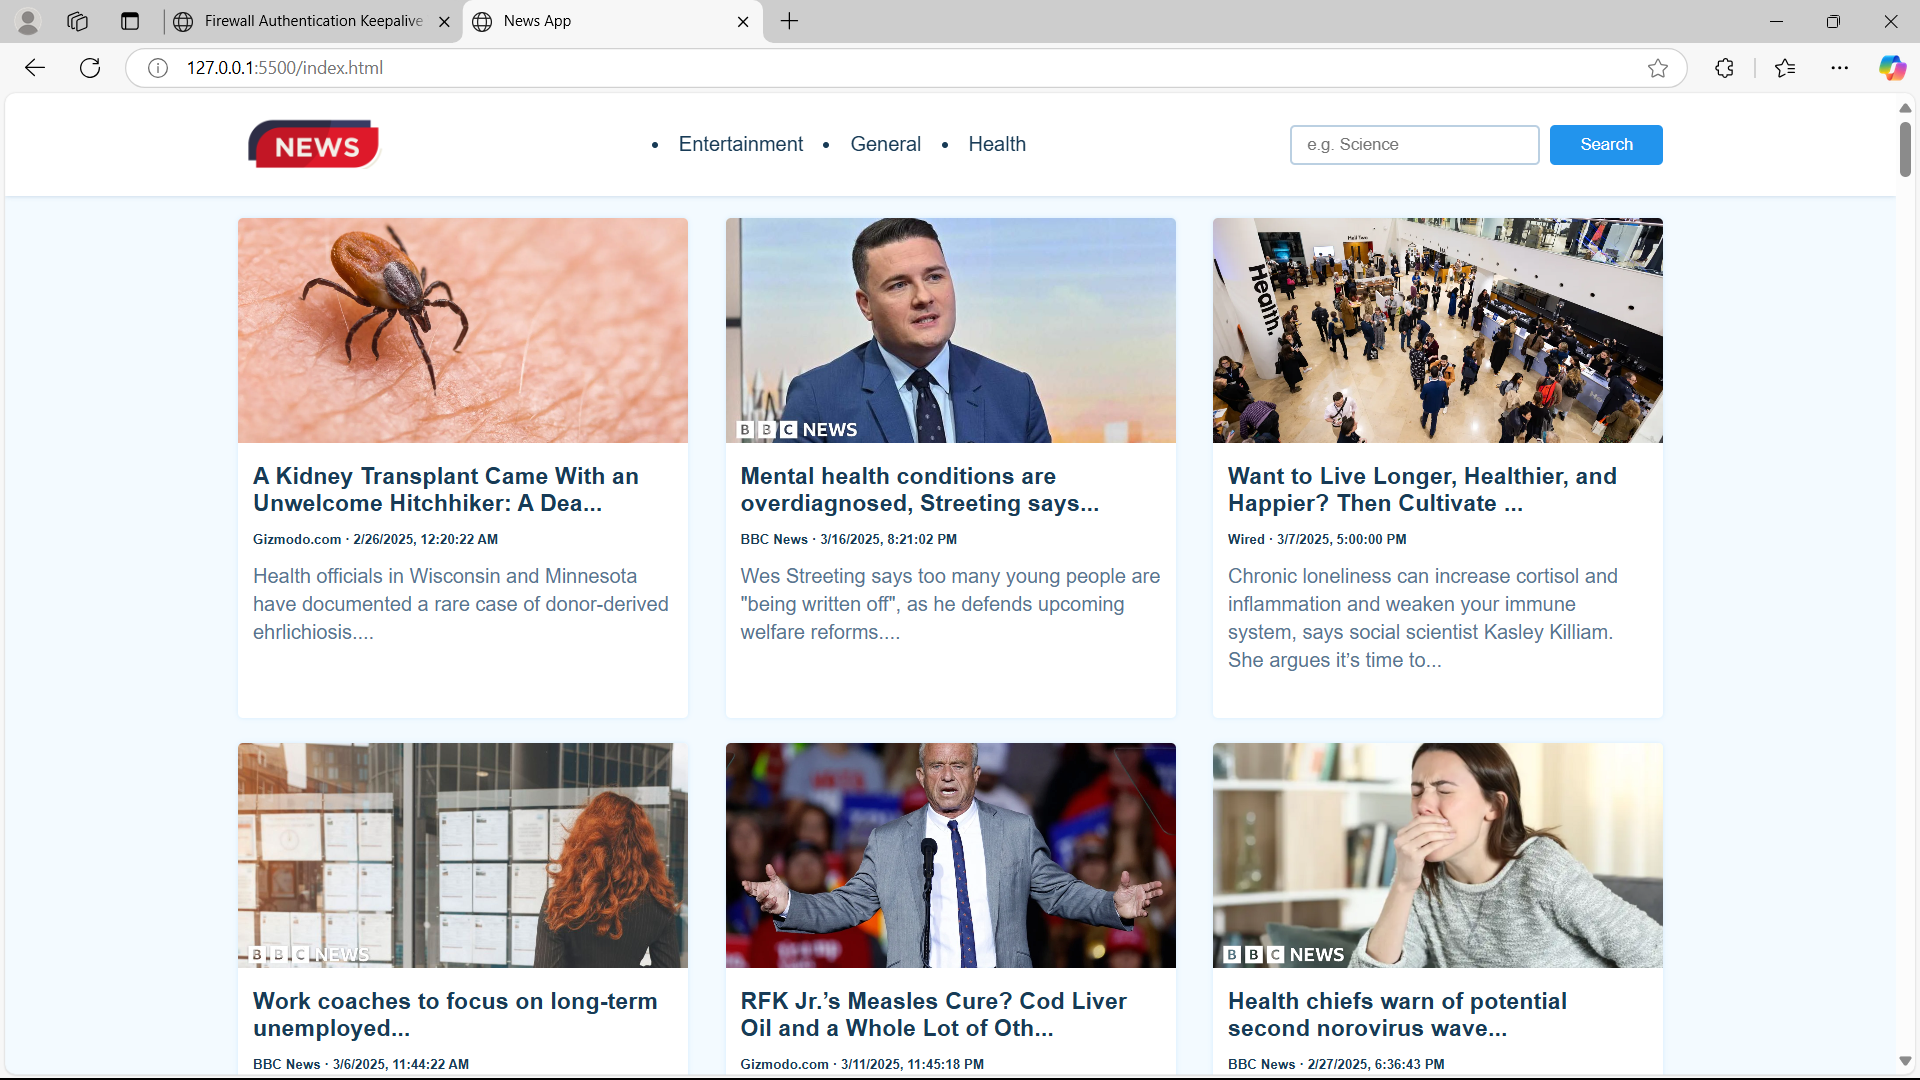 Firewall Authentication Keepalive
News App
127.0.0.1:5500/index.html
NEWS
• Entertainment • General • Health
e.g. Science
Search
Health.
Hall Two
BBC NEWS
A Kidney Transplant Came With an
Unwelcome Hitchhiker: A Dea...
Gizmodo.com · 2/26/2025, 12:20:22 AM
Health officials in Wisconsin and Minnesota
have documented a rare case of donor-derived
ehrlichiosis....
Mental health conditions are
overdiagnosed, Streeting says...
BBC News · 3/16/2025, 8:21:02 PM
Wes Streeting says too many young people are
"being written off", as he defends upcoming
welfare reforms....
Want to Live Longer, Healthier, and
Happier? Then Cultivate ...
Wired · 3/7/2025, 5:00:00 PM
Chronic loneliness can increase cortisol and
inflammation and weaken your immune
system, says social scientist Kasley Killiam.
She argues it’s time to...
BBC NEWS
BBC NEWS
Work coaches to focus on long-term
unemployed...
BBC News · 3/6/2025, 11:44:22 AM
RFK Jr.’s Measles Cure? Cod Liver
Oil and a Whole Lot of Oth...
Gizmodo.com · 3/11/2025, 11:45:18 PM
Health chiefs warn of potential
second norovirus wave...
BBC News · 2/27/2025, 6:36:43 PM